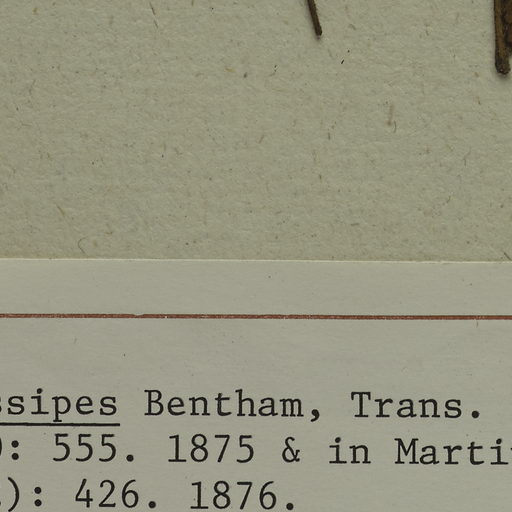 ssipes Bentham, Trans.
): 555. 1875 & in Marti
): 426. 1876.